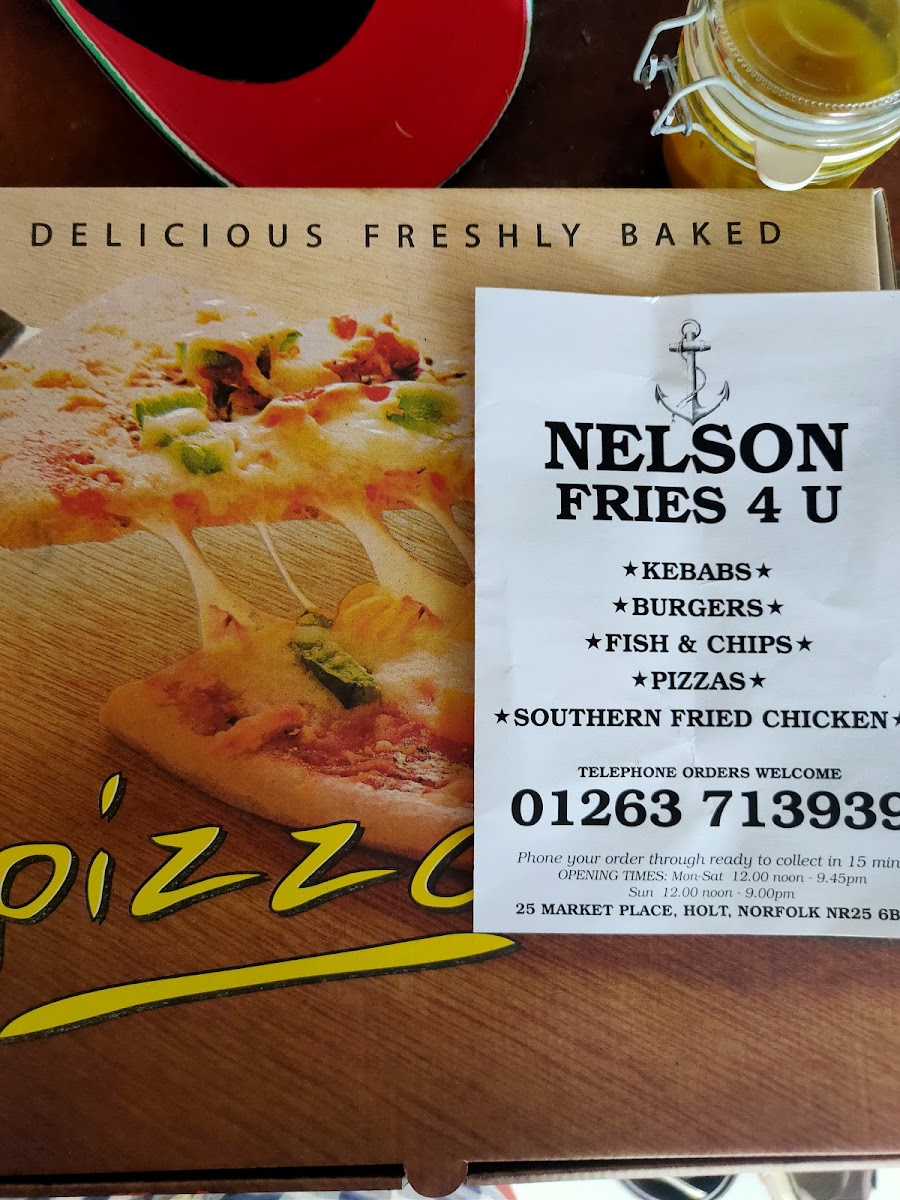 DELICIOUS FRESHLY BAKED
NELSON
FRIES 4 U
★KEBABS★
★BURGERS★
★FISH & CHIPS★
★PIZZAS★
★SOUTHERN FRIED CHICKEN★
TELEPHONE ORDERS WELCOME
01263 713939
Phone your order through ready to collect in 15 min
OPENING TIMES: Mon-Sat 12.00 noon - 9.45pm
Sun 12.00 noon - 9.00pm
25 MARKET PLACE, HOLT, NORFOLK NR25 6B
pizz